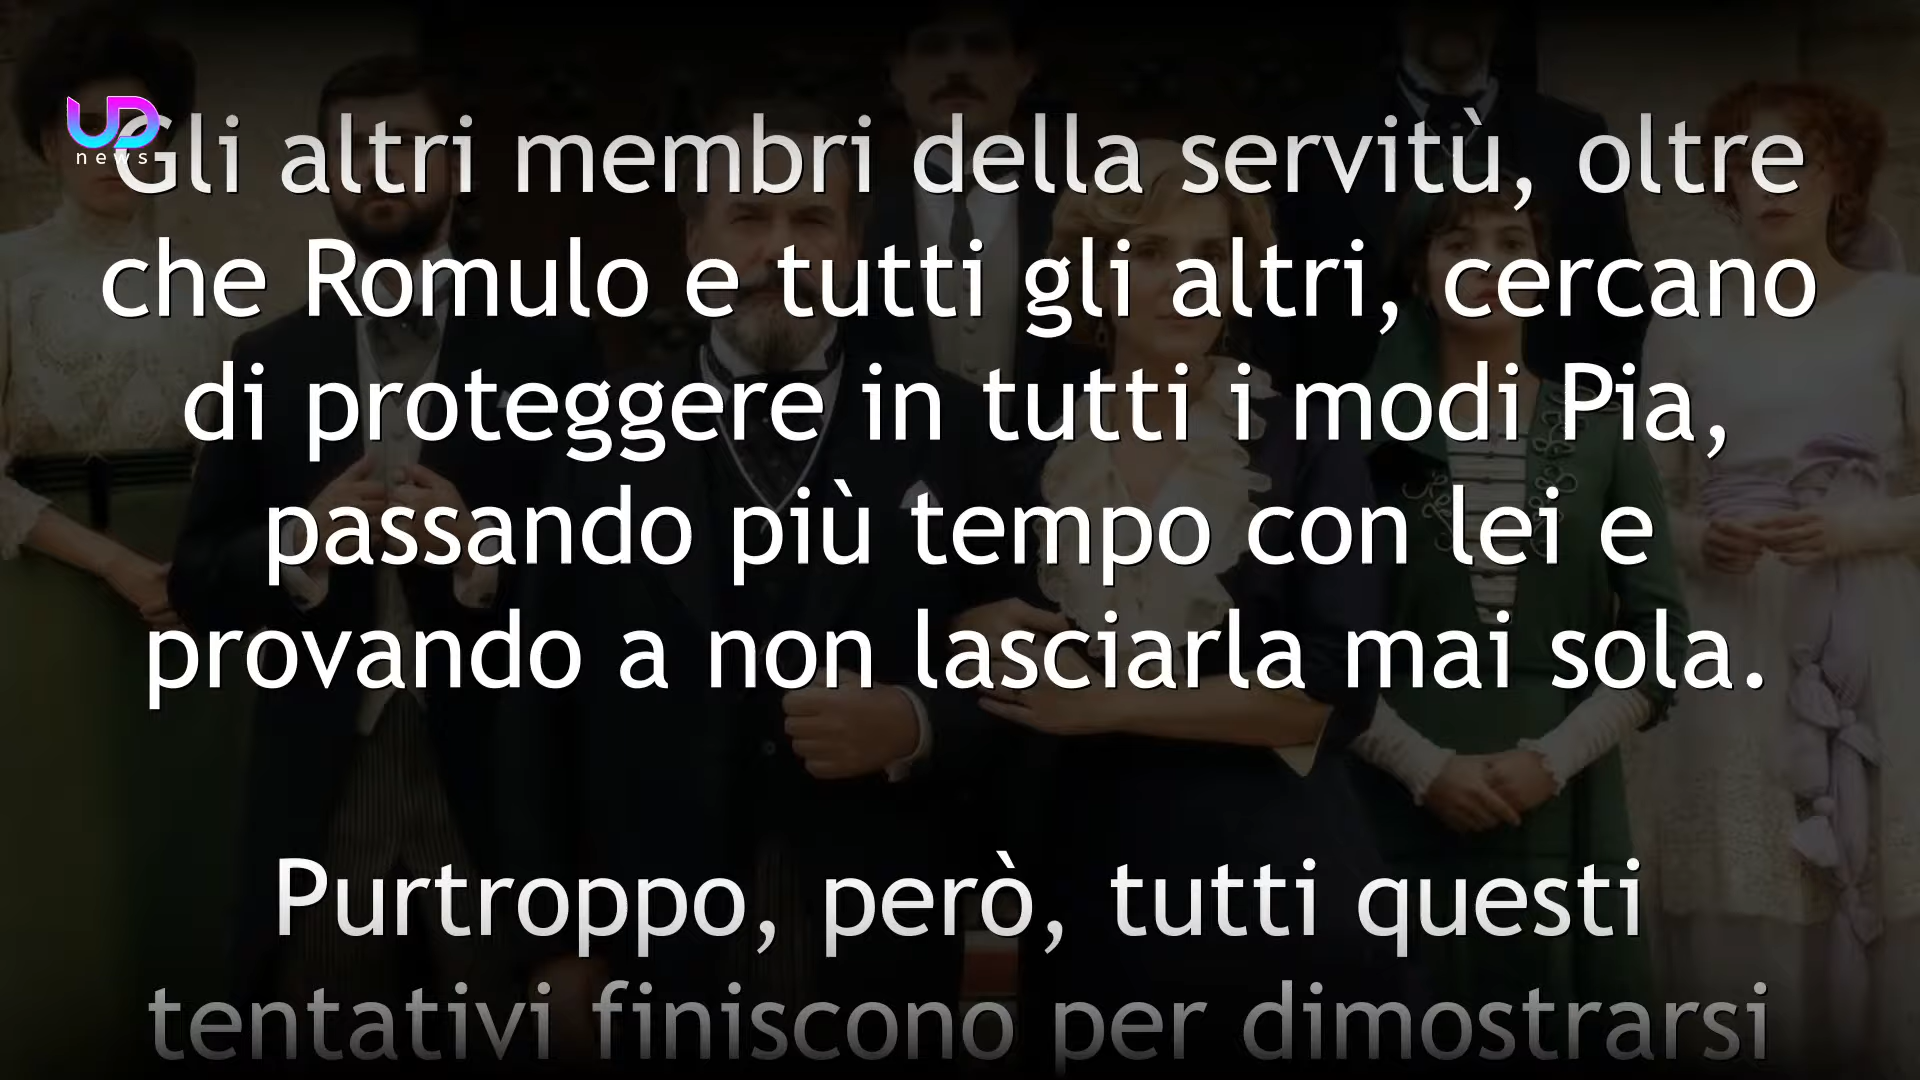 UD
news
Gli altri membri della servitù, oltre
che Romulo e tutti gli altri, cercano
di proteggere in tutti i modi Pia,
passando più tempo con lei e
provando a non lasciarla mai sola.
Purtroppo, però, tutti questi
tentativi finiscono per dimostrarsi